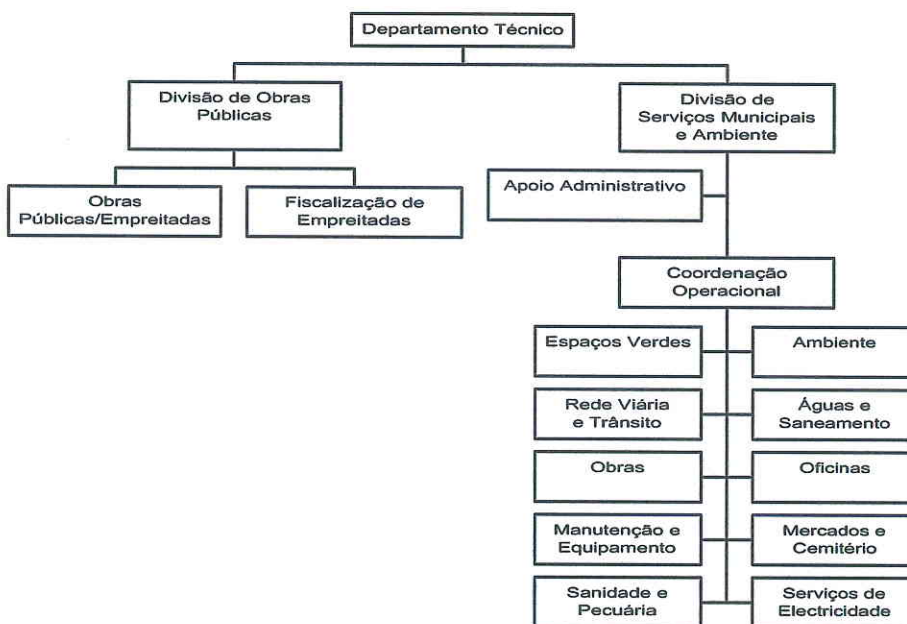 Departamento Técnico
Divisão de Obras
Públicas
Divisão de
Serviços Municipais
e Ambiente
Obras
Públicas/Empreitadas
Fiscalização de
Empreitadas
Apoio Administrativo
Coordenação
Operacional
Espaços Verdes
Ambiente
Rede Viária
e Trânsito
Águas e
Saneamento
Obras
Oficinas
Manutenção e
Equipamento
Mercados e
Cemitério
Sanidade e
Pecuária
Serviços de
Electricidade